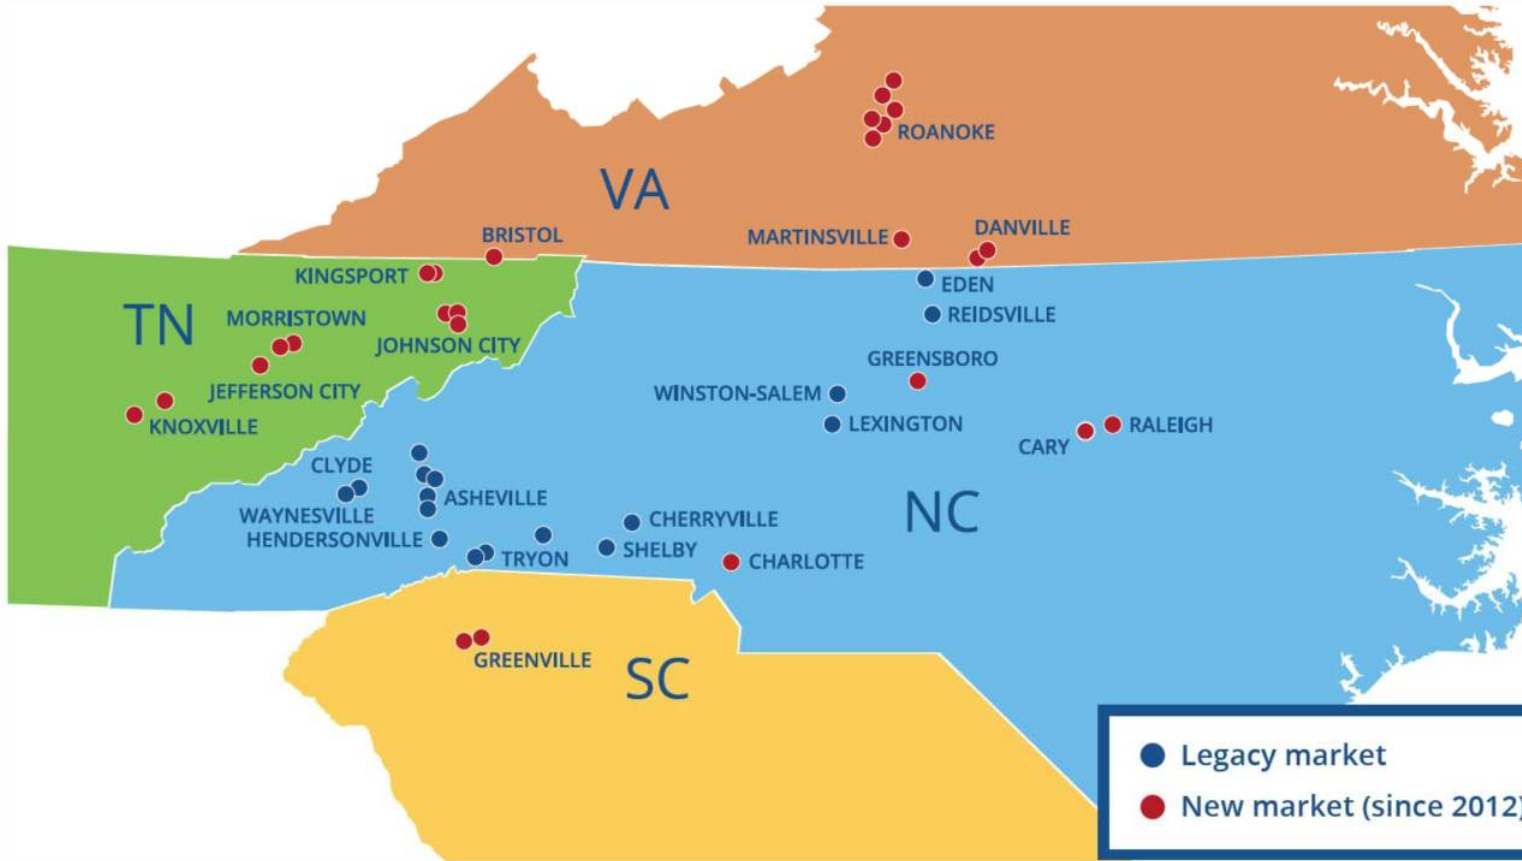 ROANOKE
VA
BRISTOL
MARTINSVILLE
DANVILLE
KINGSPORT
EDEN
TN
MORRISTOWN
REIDSVILLE
JOHNSON CITY
GREENSBORO
JEFFERSON CITY
WINSTON-SALEM
KNOXVILLE
LEXINGTON
RALEIGH
CARY
CLYDE
ASHEVILLE
NC
WAYNESVILLE
CHERRYVILLE
HENDERSONVILLE
SHELBY
TRYON
CHARLOTTE
GREENVILLE
SC
Legacy market
New market (since 2012)